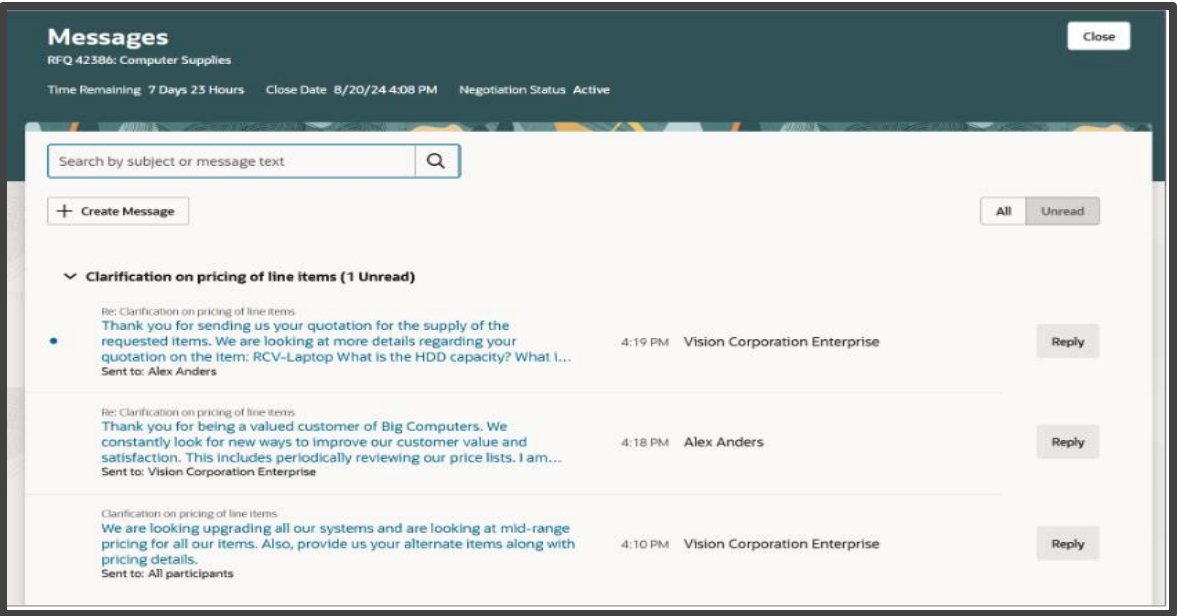 Messages
Close
RFQ 42386: Computer Supplies
Time Remaining 7 Days 23 Hours Close Date 8/20/24 4:08 PM Negotiation Status Active
Search by subject or message text
+ Create Message
All Unread
Clarification on pricing of line items (1 Unread)
Re: Clarification on pricing of line items
Thank you for sending us your quotation for the supply of the
requested items. We are looking at more details regarding your
quotation on the item: RCV-Laptop What is the HDD capacity? What i...
Sent to: Alex Anders
4:19 PM Vision Corporation Enterprise
Reply
Re: Clarification on pricing of line items
Thank you for being a valued customer of Big Computers. We
constantly look for new ways to improve our customer value and
satisfaction. This includes periodically reviewing our price lists. I am...
Sent to: Vision Corporation Enterprise
4:18 PM Alex Anders
Reply
Clarification on pricing of line items
We are looking upgrading all our systems and are looking at mid-range
pricing for all our items. Also, provide us your alternate items along with
pricing details.
Sent to: All participants
4:10 PM Vision Corporation Enterprise
Reply